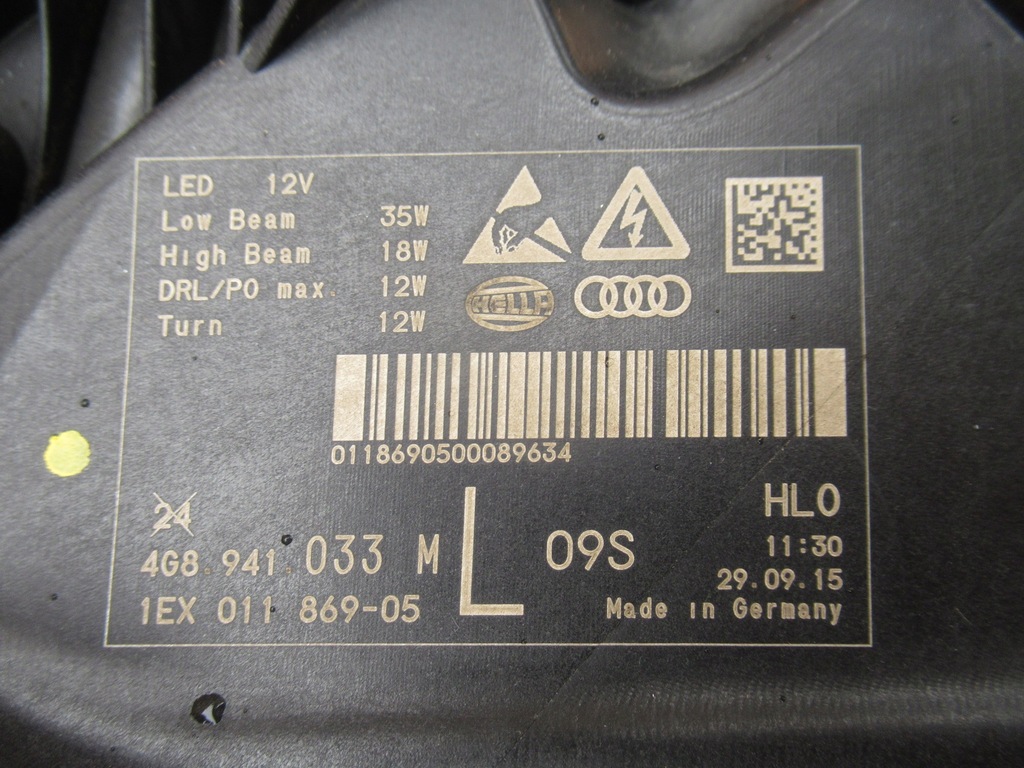 LED 12V
Low Beam 35W
High Beam 18W
DRL/PO max. 12W
Turn 12W
HELLA
0118690500089634
24
4G8.941.033 M
1EX 011 869-05
L
09S
HL0
11:30
29.09.15
Made in Germany